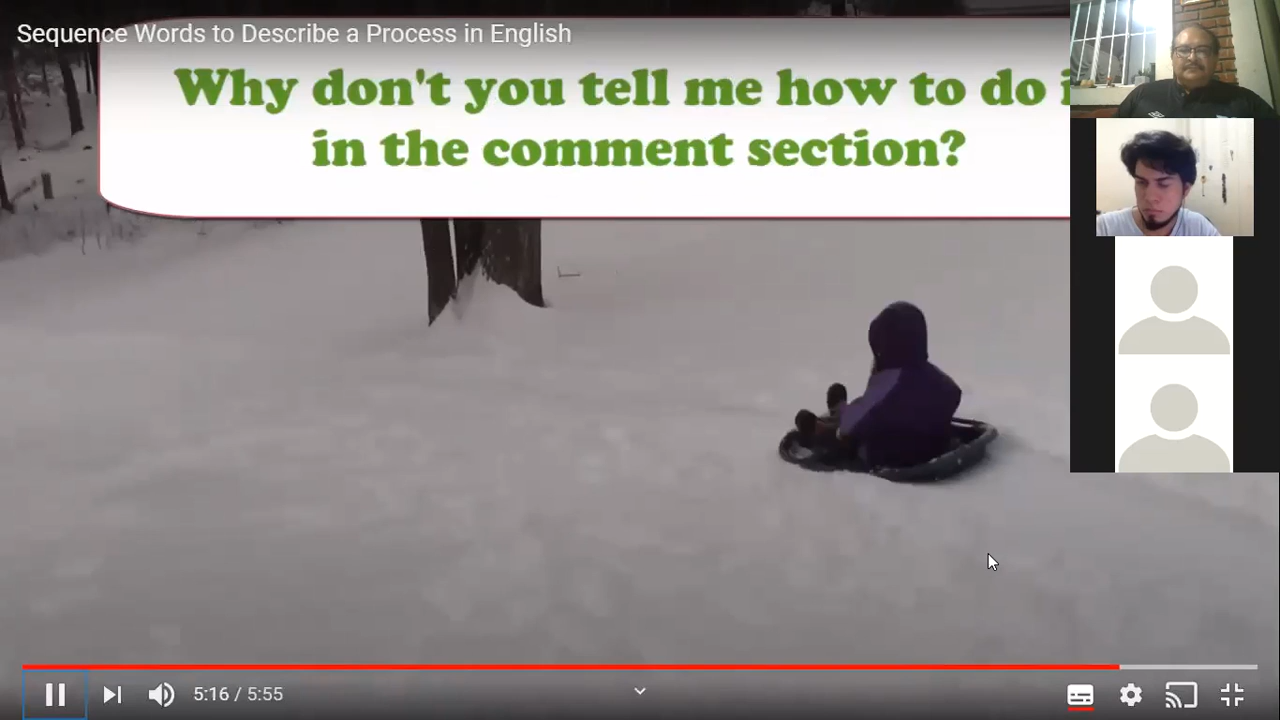 Sequence Words to Describe a Process in English
Why don't you tell me how to do
in the comment section?
5:16 / 5:55